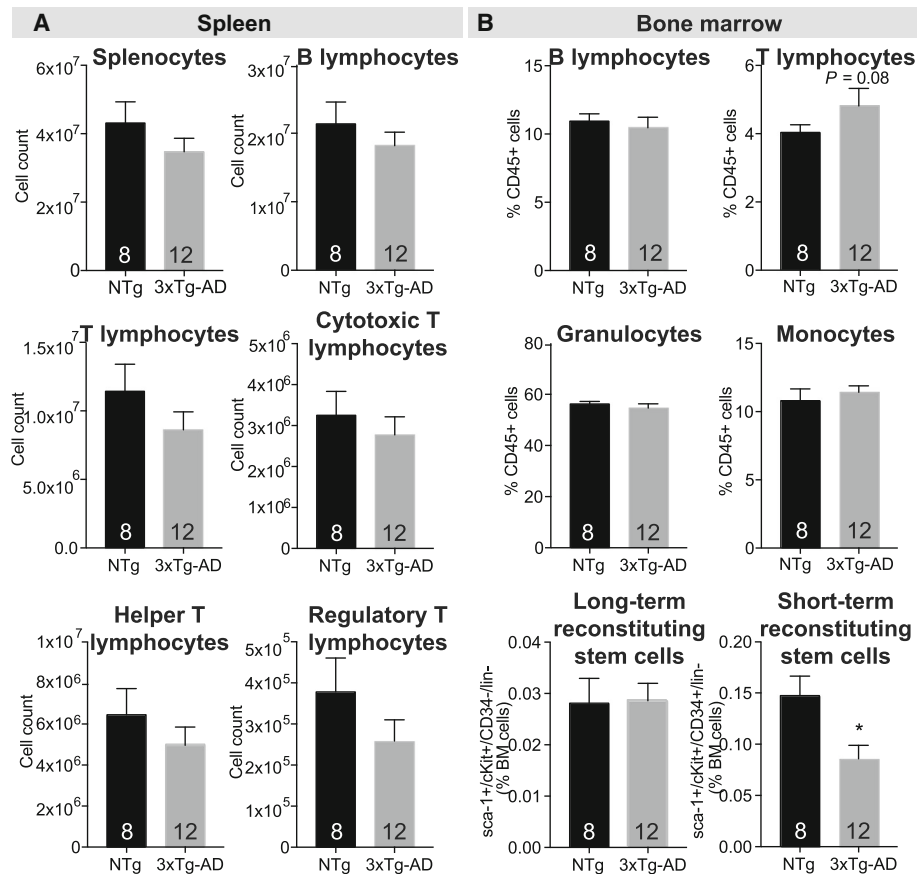 A Spleen
B Bone marrow
Splenocytes
Cell count
6x10^7
4x10^7
2x10^7
0
8
12
NTg
3xTg-AD
B lymphocytes
Cell count
3x10^7
2x10^7
1x10^7
0
8
12
NTg
3xTg-AD
B lymphocytes
% CD45+ cells
15
10
5
0
8
12
NTg
3xTg-AD
T lymphocytes
P = 0.08
% CD45+ cells
6
4
2
0
8
12
NTg
3xTg-AD
T lymphocytes
Cell count
1.5x10^7
1.0x10^7
5.0x10^6
0.0
8
12
NTg
3xTg-AD
Cytotoxic T
lymphocytes
Cell count
5x10^6
4x10^6
3x10^6
2x10^6
1x10^6
0
8
12
NTg
3xTg-AD
Granulocytes
% CD45+ cells
80
60
40
20
0
8
12
NTg
3xTg-AD
Monocytes
% CD45+ cells
15
10
5
0
8
12
NTg
3xTg-AD
Helper T
lymphocytes
Cell count
1x10^7
8x10^6
6x10^6
4x10^6
2x10^6
0
8
12
NTg
3xTg-AD
Regulatory T
lymphocytes
Cell count
5x10^5
4x10^5
3x10^5
2x10^5
1x10^5
0
8
12
NTg
3xTg-AD
Long-term
reconstituting
stem cells
sca-1+/cKit+/CD34-/lin-
(% BM cells)
0.04
0.03
0.02
0.01
0.00
8
12
NTg
3xTg-AD
Short-term
reconstituting
stem cells
sca-1+/cKit+/CD34+/lin-
(% BM cells)
0.20
0.15
0.10
0.05
0.00
*
8
12
NTg
3xTg-AD